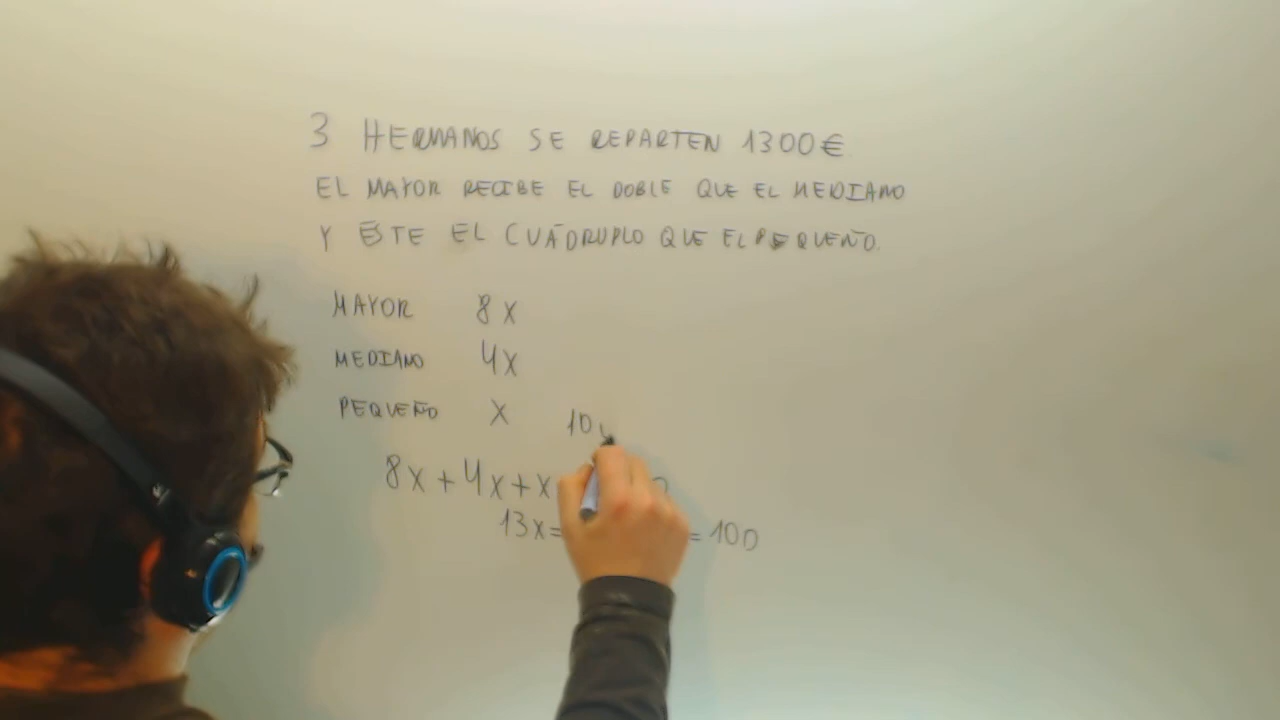 3 HERMANOS SE REPARTEN 1300€
EL MAYOR RECIBE EL DOBLE QUE EL MEDIANO
Y ÉSTE EL CUÁDRUPLO QUE EL PEQUEÑO.
MAYOR 8X
MEDIANO 4X
PEQUEÑO X 10
8X+4X+X
13X= =100